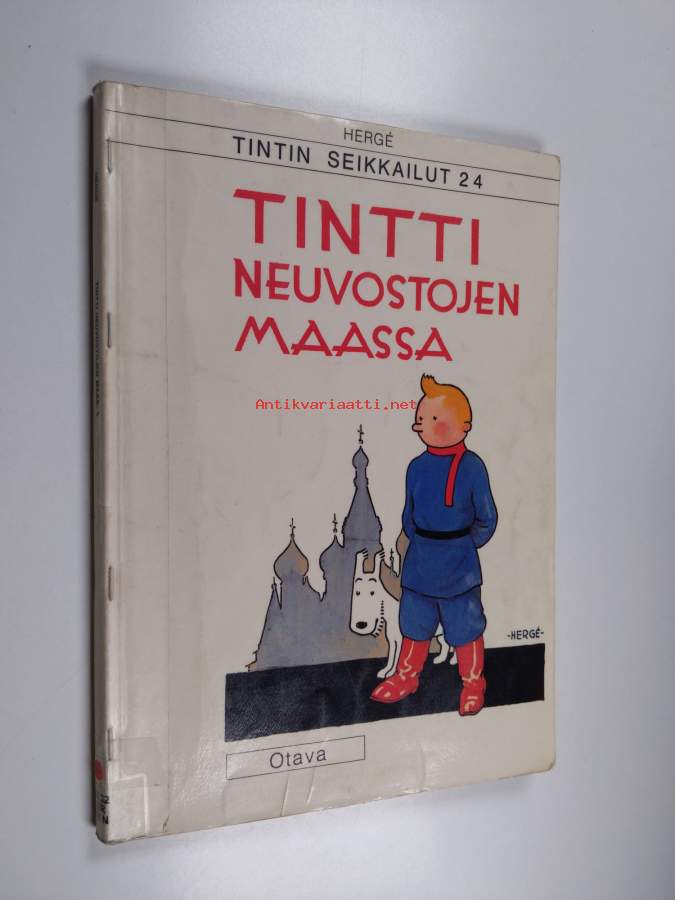 HERGÉ
TINTIN SEIKKAILUT 24
TINTTI
NEUVOSTOJEN
MAASSA
Antikvariaatti.net
-HERGÉ-
Otava